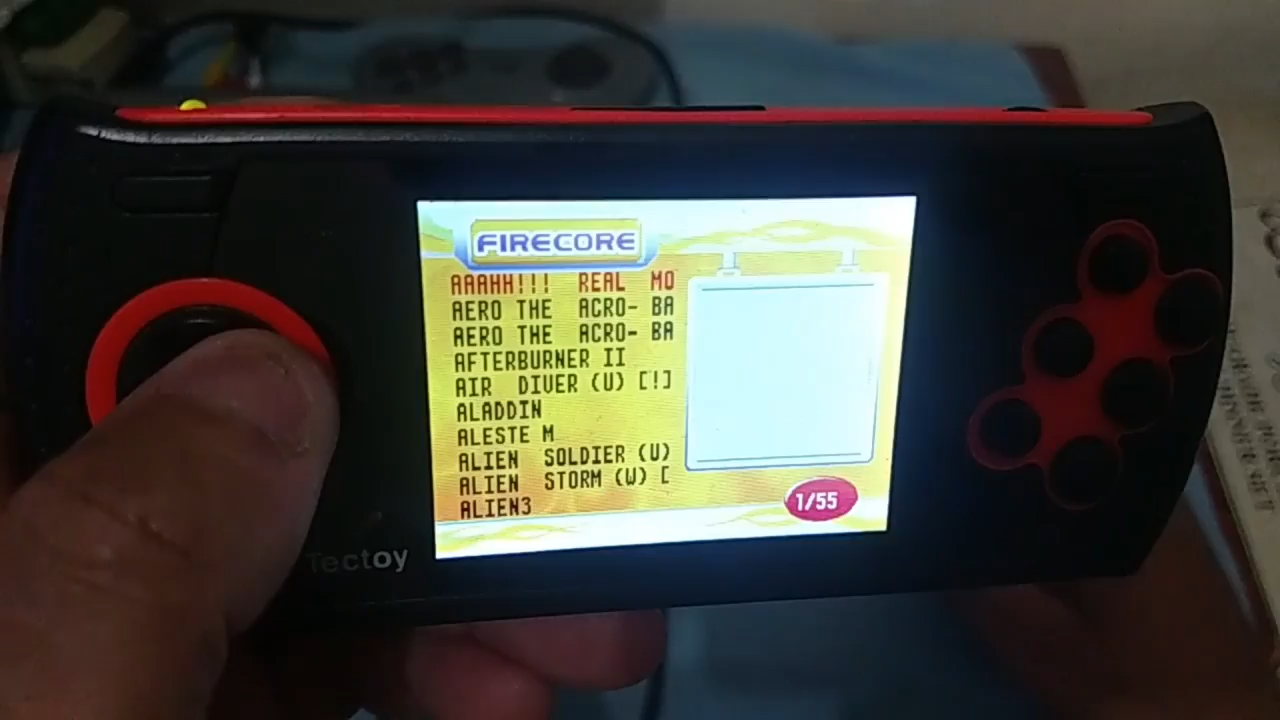 FIRECORE
AAAHH!!! REAL MO
AERO THE ACRO- BA
AERO THE ACRO- BA
AFTERBURNER II
AIR DIVER (U) [!]
ALADDIN
ALESTE M
ALIEN SOLDIER (U)
ALIEN STORM (W) [
ALIEN3
1/55
Tectoy